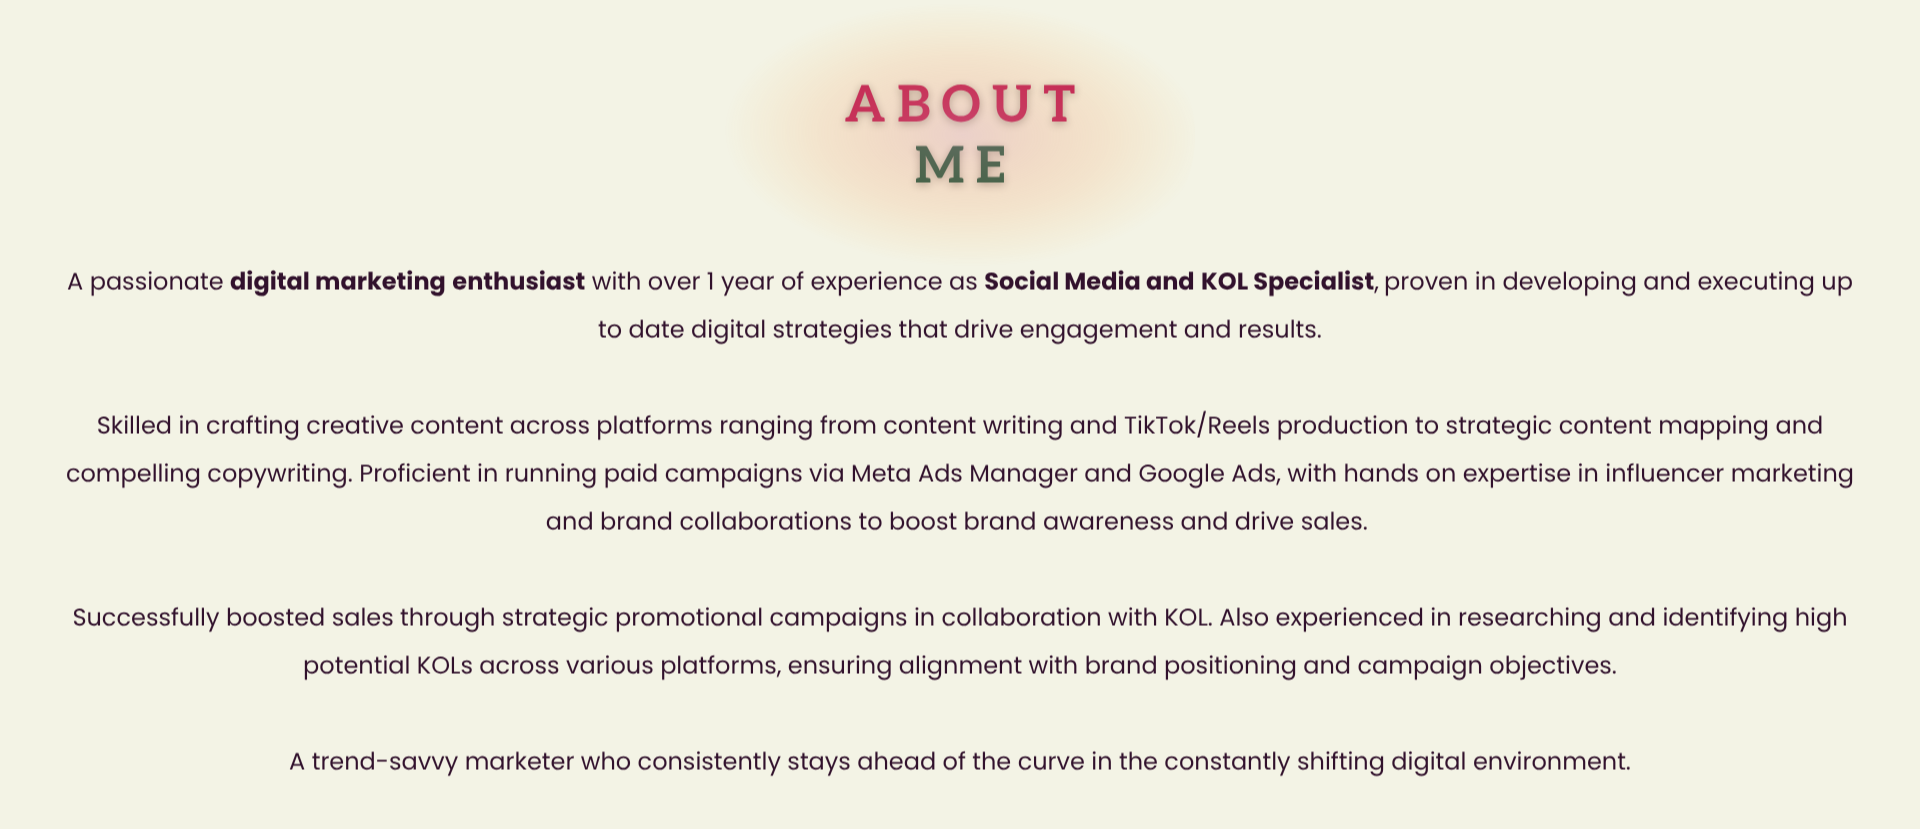 ABOUT
ME
A passionate digital marketing enthusiast with over 1 year of experience as Social Media and KOL Specialist, proven in developing and executing up
to date digital strategies that drive engagement and results.
Skilled in crafting creative content across platforms ranging from content writing and TikTok/Reels production to strategic content mapping and
compelling copywriting. Proficient in running paid campaigns via Meta Ads Manager and Google Ads, with hands on expertise in influencer marketing
and brand collaborations to boost brand awareness and drive sales.
Successfully boosted sales through strategic promotional campaigns in collaboration with KOL. Also experienced in researching and identifying high
potential KOLs across various platforms, ensuring alignment with brand positioning and campaign objectives.
A trend-savvy marketer who consistently stays ahead of the curve in the constantly shifting digital environment.